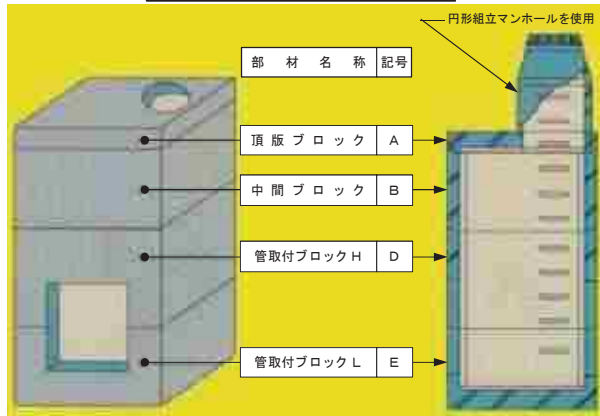 円形組立マンホールを使用
部材名称 記号
頂版ブロック A
中間ブロック B
管取付ブロックH D
管取付ブロックL E